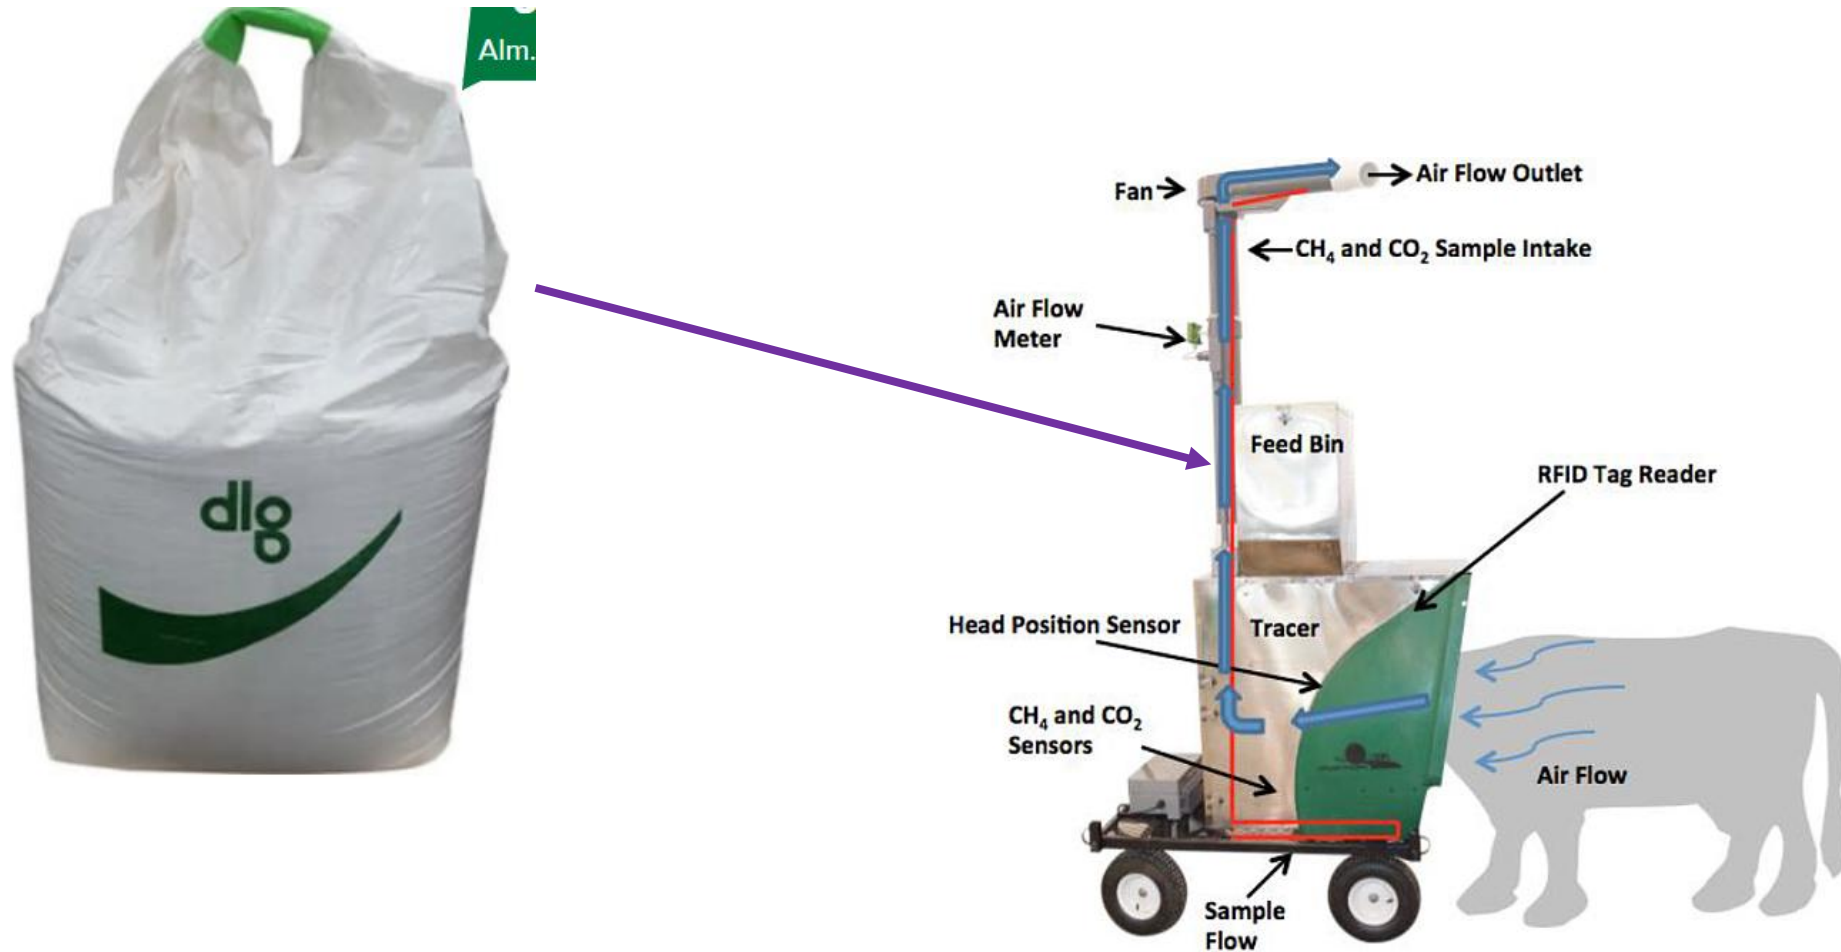 Alm.
dlg
Fan
Air Flow Outlet
CH₄ and CO₂ Sample Intake
Air Flow
Meter
Feed Bin
RFID Tag Reader
Head Position Sensor
Tracer
CH₄ and CO₂
Sensors
Air Flow
Sample
Flow